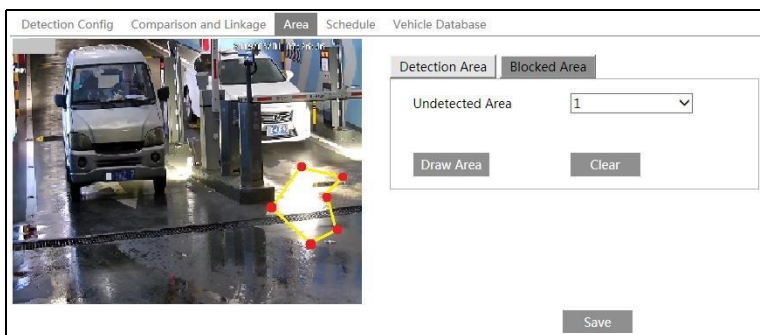 Detection Config Comparison and Linkage Area Schedule Vehicle Database
Detection Area Blocked Area
Undetected Area 1
Draw Area Clear
Save